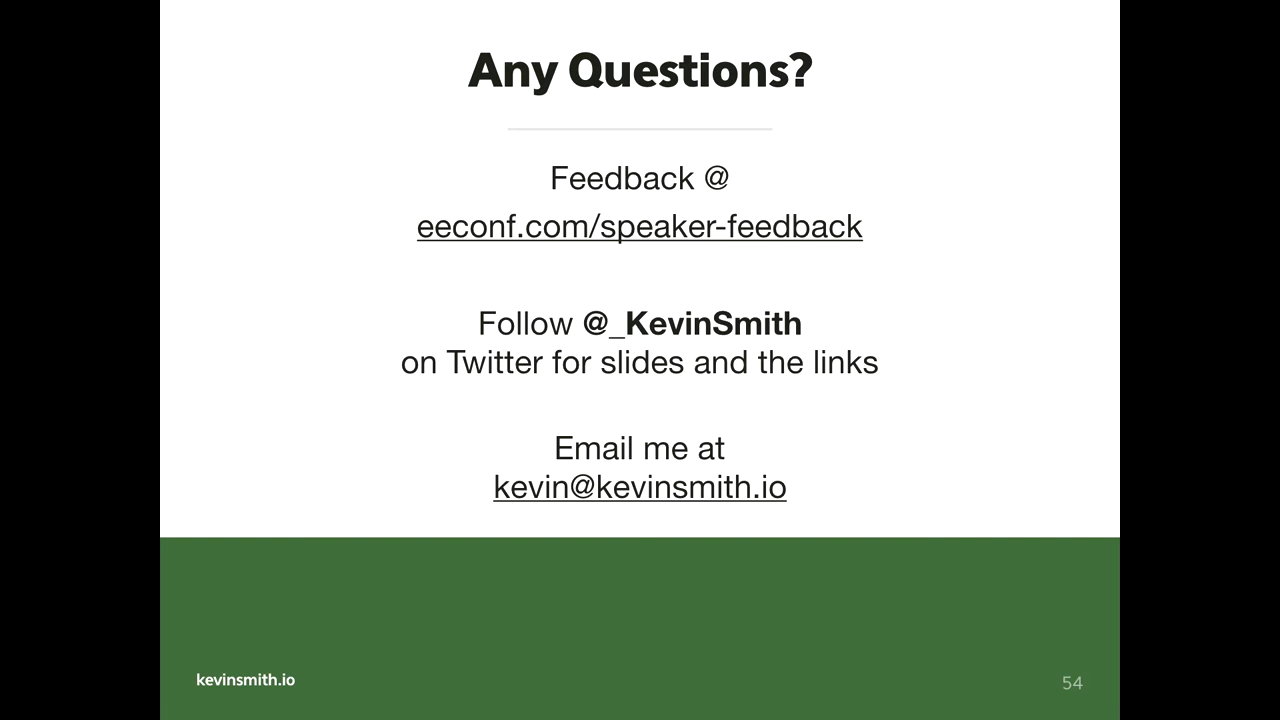 Any Questions?
Feedback @
eeconf.com/speaker-feedback
Follow @_KevinSmith
on Twitter for slides and the links
Email me at
kevin@kevinsmith.io
kevinsmith.io
54